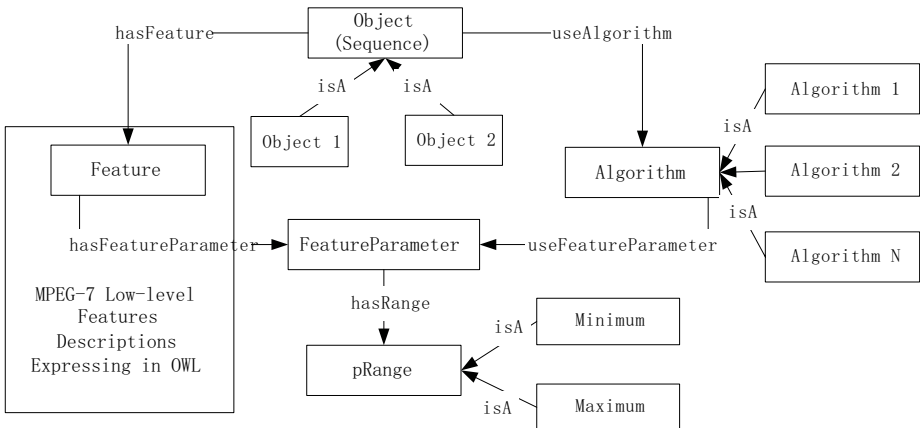 Object
(Sequence)
hasFeature
useAlgorithm
isA
isA
Object 1
Object 2
Algorithm 1
isA
Feature
Algorithm
Algorithm 2
isA
hasFeatureParameter
FeatureParameter
useFeatureParameter
Algorithm N
MPEG-7 Low-level
Features
Descriptions
Expressing in OWL
hasRange
isA
Minimum
pRange
isA
Maximum